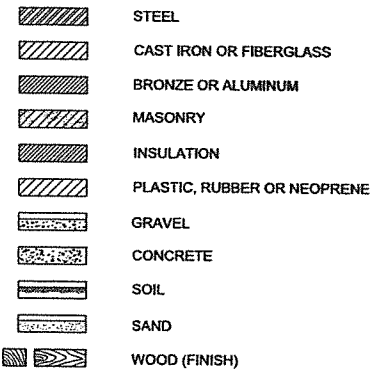 STEEL
CAST IRON OR FIBERGLASS
BRONZE OR ALUMINUM
MASONRY
INSULATION
PLASTIC, RUBBER OR NEOPRENE
GRAVEL
CONCRETE
SOIL
SAND
WOOD (FINISH)